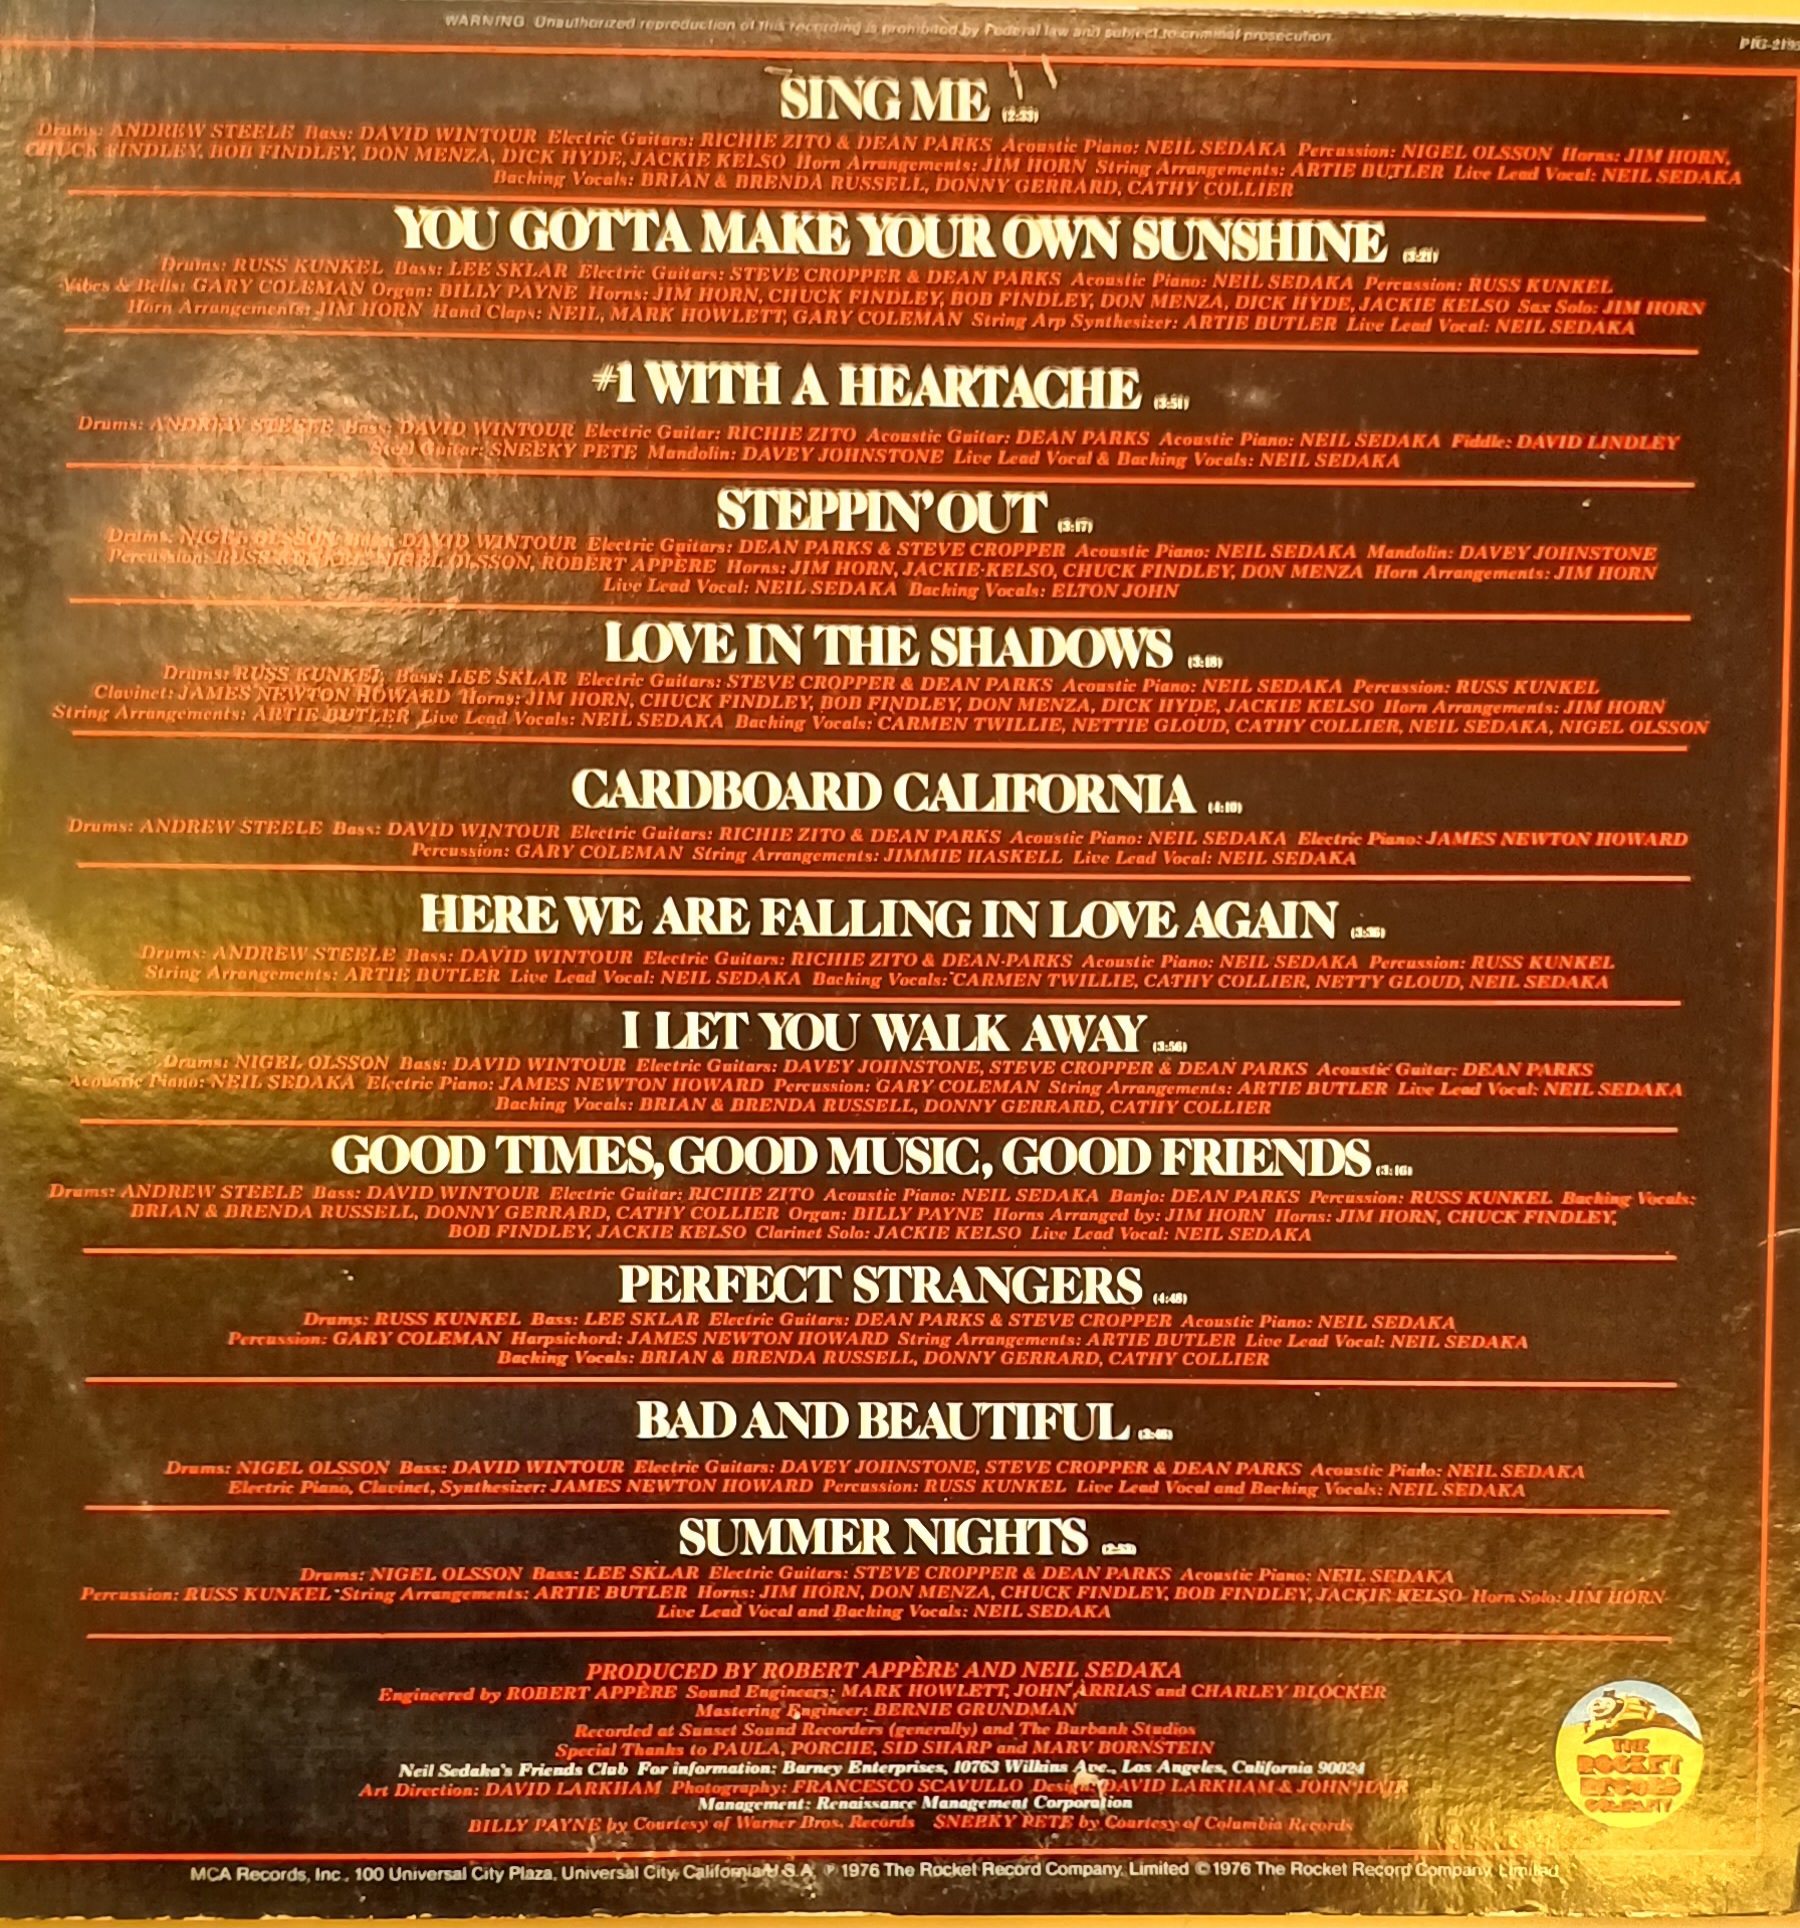 WARNING: Unauthorized reproduction of this recording is prohibited by Federal law and subject to criminal prosecution
SING ME (2:33)
Drums: ANDREW STEELE Bass: DAVID WINTOUR Electric Guitars: RICHIE ZITO & DEAN PARKS Acoustic Piano: NEIL SEDAKA Percussion: NIGEL OLSSON Horns: JIM HORN,
CHUCK FINDLEY, BOB FINDLEY, DON MENZA, DICK HYDE, JACKIE KELSO Horn Arrangements: JIM HORN String Arrangements: ARTIE BUTLER Live Lead Vocal: NEIL SEDAKA
Backing Vocals: BRIAN & BRENDA RUSSELL, DONNY GERRARD, CATHY COLLIER
YOU GOTTA MAKE YOUR OWN SUNSHINE (3:21)
Drums: RUSS KUNKEL Bass: LEE SKLAR Electric Guitars: STEVE CROPPER & DEAN PARKS Acoustic Piano: NEIL SEDAKA Percussion: RUSS KUNKEL
Vibes & Bells: GARY COLEMAN Organ: BILLY PAYNE Horns: JIM HORN, CHUCK FINDLEY, BOB FINDLEY, DON MENZA, DICK HYDE, JACKIE KELSO Sax Solo: JIM HORN
Horn Arrangements: JIM HORN Hand Claps: NEIL, MARK HOWLETT, GARY COLEMAN String Arp Synthesizer: ARTIE BUTLER Live Lead Vocal: NEIL SEDAKA
#1 WITH A HEARTACHE (3:51)
Drums: ANDREW STEELE Bass: DAVID WINTOUR Electric Guitar: RICHIE ZITO Acoustic Guitar: DEAN PARKS Acoustic Piano: NEIL SEDAKA Fiddle: DAVID LINDLEY
Steel Guitar: SNEEKY PETE Mandolin: DAVEY JOHNSTONE Live Lead Vocal & Backing Vocals: NEIL SEDAKA
STEPPIN' OUT (3:17)
Drums: NIGEL OLSSON Bass: DAVID WINTOUR Electric Guitars: DEAN PARKS & STEVE CROPPER Acoustic Piano: NEIL SEDAKA Mandolin: DAVEY JOHNSTONE
Percussion: RUSS KUNKEL, NIGEL OLSSON, ROBERT APPÈRE Horns: JIM HORN, JACKIE KELSO, CHUCK FINDLEY, DON MENZA Horn Arrangements: JIM HORN
Live Lead Vocal: NEIL SEDAKA Backing Vocals: ELTON JOHN
LOVE IN THE SHADOWS (3:18)
Drums: RUSS KUNKEL Bass: LEE SKLAR Electric Guitars: STEVE CROPPER & DEAN PARKS Acoustic Piano: NEIL SEDAKA Percussion: RUSS KUNKEL
Clavinet: JAMES NEWTON HOWARD Horns: JIM HORN, CHUCK FINDLEY, BOB FINDLEY, DON MENZA, DICK HYDE, JACKIE KELSO Horn Arrangements: JIM HORN
String Arrangements: ARTIE BUTLER Live Lead Vocals: NEIL SEDAKA Backing Vocals: CARMEN TWILLIE, NETTIE GLOUD, CATHY COLLIER, NEIL SEDAKA, NIGEL OLSSON
CARDBOARD CALIFORNIA (4:10)
Drums: ANDREW STEELE Bass: DAVID WINTOUR Electric Guitars: RICHIE ZITO & DEAN PARKS Acoustic Piano: NEIL SEDAKA Electric Piano: JAMES NEWTON HOWARD
Percussion: GARY COLEMAN String Arrangements: JIMMIE HASKELL Live Lead Vocal: NEIL SEDAKA
HERE WE ARE FALLING IN LOVE AGAIN (3:36)
Drums: ANDREW STEELE Bass: DAVID WINTOUR Electric Guitars: RICHIE ZITO & DEAN PARKS Acoustic Piano: NEIL SEDAKA Percussion: RUSS KUNKEL
String Arrangements: ARTIE BUTLER Live Lead Vocal: NEIL SEDAKA Backing Vocals: CARMEN TWILLIE, CATHY COLLIER, NETTY GLOUD, NEIL SEDAKA
I LET YOU WALK AWAY (3:56)
Drums: NIGEL OLSSON Bass: DAVID WINTOUR Electric Guitars: DAVEY JOHNSTONE, STEVE CROPPER & DEAN PARKS Acoustic Guitar: DEAN PARKS
Acoustic Piano: NEIL SEDAKA Electric Piano: JAMES NEWTON HOWARD Percussion: GARY COLEMAN String Arrangements: ARTIE BUTLER Live Lead Vocal: NEIL SEDAKA
Backing Vocals: BRIAN & BRENDA RUSSELL, DONNY GERRARD, CATHY COLLIER
GOOD TIMES, GOOD MUSIC, GOOD FRIENDS (3:16)
Drums: ANDREW STEELE Bass: DAVID WINTOUR Electric Guitar: RICHIE ZITO Acoustic Piano: NEIL SEDAKA Banjo: DEAN PARKS Percussion: RUSS KUNKEL Backing Vocals:
BRIAN & BRENDA RUSSELL, DONNY GERRARD, CATHY COLLIER Organ: BILLY PAYNE Horns Arranged by: JIM HORN Horns: JIM HORN, CHUCK FINDLEY,
BOB FINDLEY, JACKIE KELSO Clarinet Solo: JACKIE KELSO Live Lead Vocal: NEIL SEDAKA
PERFECT STRANGERS (4:48)
Drums: RUSS KUNKEL Bass: LEE SKLAR Electric Guitars: DEAN PARKS & STEVE CROPPER Acoustic Piano: NEIL SEDAKA
Percussion: GARY COLEMAN Harpsichord: JAMES NEWTON HOWARD String Arrangements: ARTIE BUTLER Live Lead Vocal: NEIL SEDAKA
Backing Vocals: BRIAN & BRENDA RUSSELL, DONNY GERRARD, CATHY COLLIER
BAD AND BEAUTIFUL
Drums: NIGEL OLSSON Bass: DAVID WINTOUR Electric Guitars: DAVEY JOHNSTONE, STEVE CROPPER & DEAN PARKS Acoustic Piano: NEIL SEDAKA
Electric Piano, Clavinet, Synthesizer: JAMES NEWTON HOWARD Percussion: RUSS KUNKEL Live Lead Vocal and Backing Vocals: NEIL SEDAKA
SUMMER NIGHTS (2:53)
Drums: NIGEL OLSSON Bass: LEE SKLAR Electric Guitars: STEVE CROPPER & DEAN PARKS Acoustic Piano: NEIL SEDAKA
Percussion: RUSS KUNKEL String Arrangements: ARTIE BUTLER Horns: JIM HORN, DON MENZA, CHUCK FINDLEY, BOB FINDLEY, JACKIE KELSO Horn Solo: JIM HORN
Live Lead Vocal and Backing Vocals: NEIL SEDAKA
PRODUCED BY ROBERT APPÈRE AND NEIL SEDAKA
Engineered by ROBERT APPÈRE Sound Engineers: MARK HOWLETT, JOHN ARRIAS and CHARLEY BLOCKER
Mastering Engineer: BERNIE GRUNDMAN
Recorded at Sunset Sound Recorders (generally) and The Burbank Studios
Special Thanks to PAULA, PORCHE, SID SHARP and MARV BORNSTEIN
Neil Sedaka's Friends Club For information: Barney Enterprises, 10763 Wilkins Ave., Los Angeles, California 90024
Art Direction: DAVID LARKHAM Photography: FRANCESCO SCAVULLO Design: DAVID LARKHAM & JOHN HAIR
Management: Renaissance Management Corporation
BILLY PAYNE by Courtesy of Warner Bros. Records SNEEKY PETE by Courtesy of Columbia Records
THE
ROCKET
RECORD
COMPANY
MCA Records, Inc., 100 Universal City Plaza, Universal City, California U.S.A. ℗ 1976 The Rocket Record Company, Limited © 1976 The Rocket Record Company, Limited